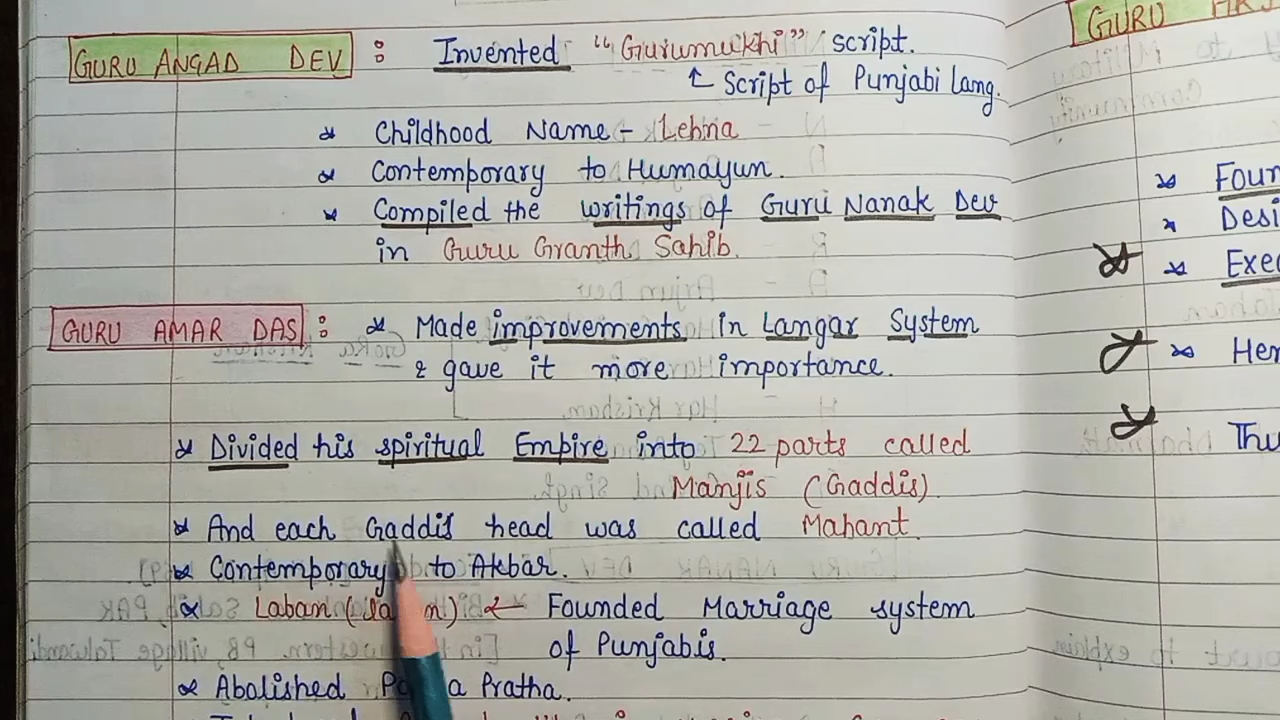 GURU ANGAD DEV : Invented "Gurumukhi" script.
↑ Script of Punjabi Lang.
* Childhood Name - Lehna
* Contemporary to Humayun.
* Compiled the writings of Guru Nanak Dev
in Guru Granth Sahib.
GURU AMAR DAS : * Made improvements in Langar System
& gave it more importance.
* Divided his spiritual Empire into 22 parts called
Manjis (Gaddis).
* And each Gaddis head was called Mahant.
* Contemporary to Akbar.
* Laban ← Founded Marriage system
of Punjabis.
* Abolished Pratha.
GURU
* Foun
* Desi
* Exec
* Her
Thu